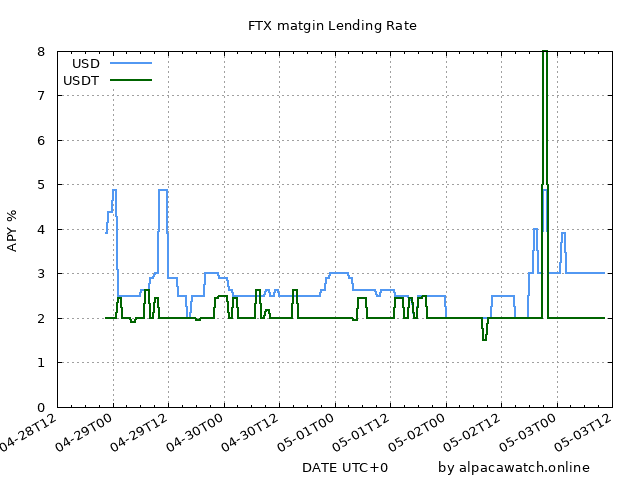 FTX matgin Lending Rate
USD
USDT
8
7
6
5
4
3
2
1
0
APY %
04-28T12
04-29T00
04-29T12
04-30T00
04-30T12
05-01T00
05-01T12
05-02T00
05-02T12
05-03T00
05-03T12
DATE UTC+0
by alpacawatch.online